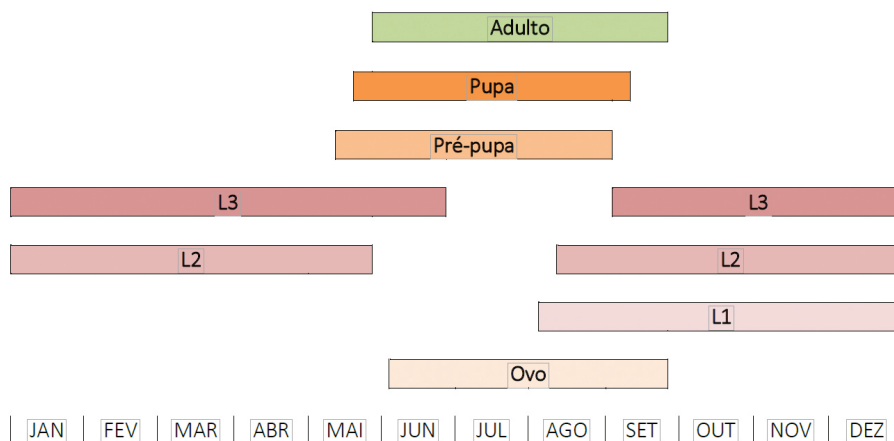 Adulto
Pupa
Pré-pupa
L3 L3
L2 L2
L1
Ovo
JAN FEV MAR ABR MAI JUN JUL AGO SET OUT NOV DEZ